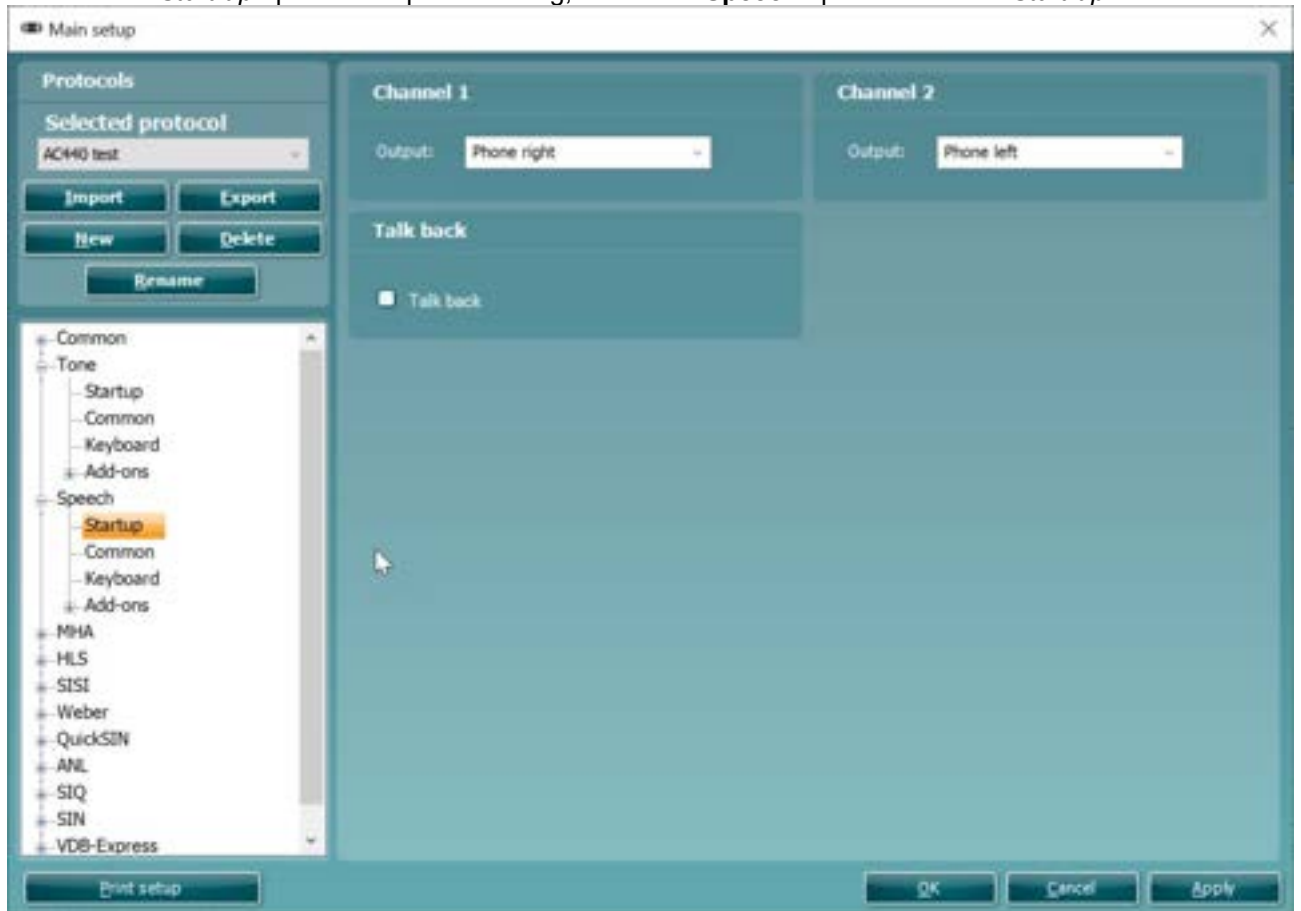 Main setup
Protocols
Selected protocol
AC440 test
Import Export
New Delete
Rename
Common
Tone
Startup
Common
Keyboard
Add-ons
Speech
Startup
Common
Keyboard
Add-ons
MHA
HLS
SISI
Weber
QuickSIN
ANL
SIQ
SIN
VDB-Express
Print setup
Channel 1
Output: Phone right
Channel 2
Output: Phone left
Talk back
Talk back
OK Cancel Apply